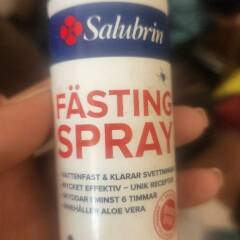 Salubrin
FÄSTING
SPRAY
VATTENFAST & KLARAR SVETTNING
MYCKET EFFEKTIV – UNIK RECEPT
SKYDDAR I MINST 6 TIMMAR
INNEHÅLLER ALOE VERA